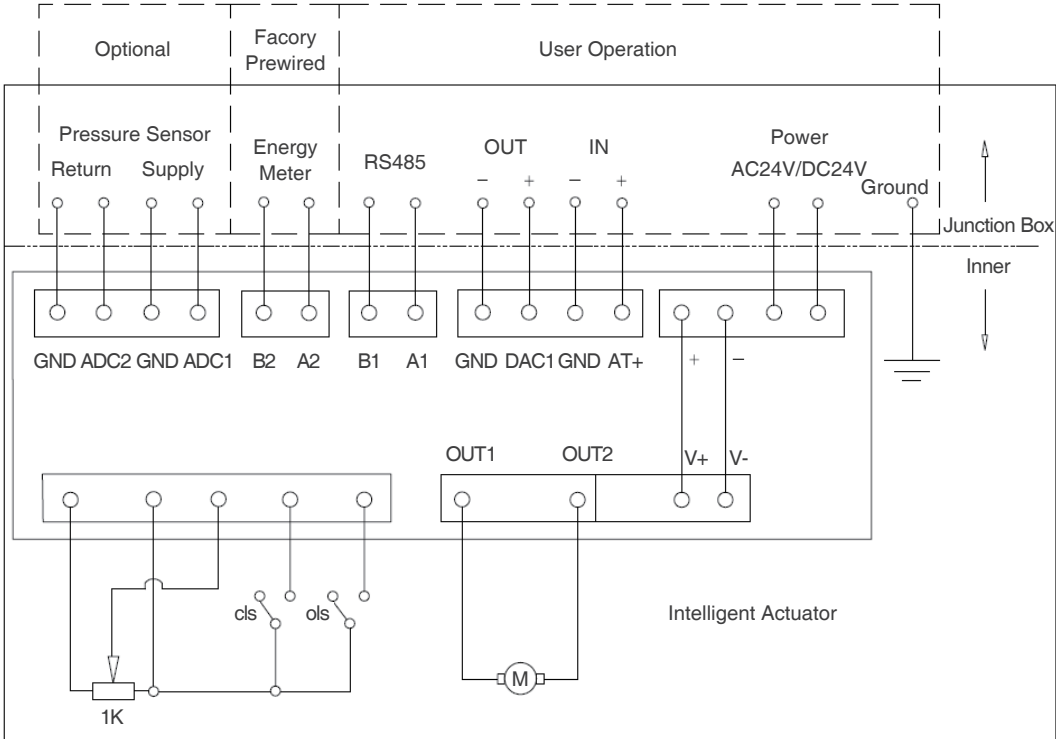 Optional
Facory
Prewired
User Operation
Pressure Sensor
Return Supply
Energy
Meter
RS485
OUT
− +
IN
− +
Power
AC24V/DC24V
Ground
Junction Box
Inner
GND ADC2 GND ADC1
B2 A2
B1 A1
GND DAC1 GND AT+
+ −
OUT1 OUT2
V+ V-
cls ols
Intelligent Actuator
M
1K